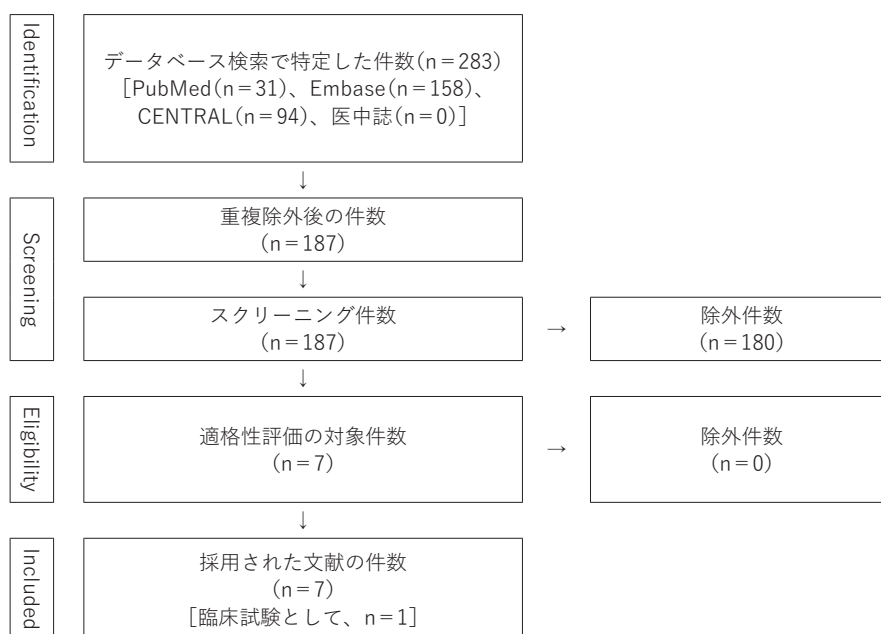 Identification
データベース検索で特定した件数(n=283)
[PubMed(n=31)、Embase(n=158)、
CENTRAL(n=94)、医中誌(n=0)]
↓
Screening
重複除外後の件数
(n=187)
↓
スクリーニング件数
(n=187)
→
除外件数
(n=180)
↓
Eligibility
適格性評価の対象件数
(n=7)
→
除外件数
(n=0)
↓
Included
採用された文献の件数
(n=7)
[臨床試験として、n=1]